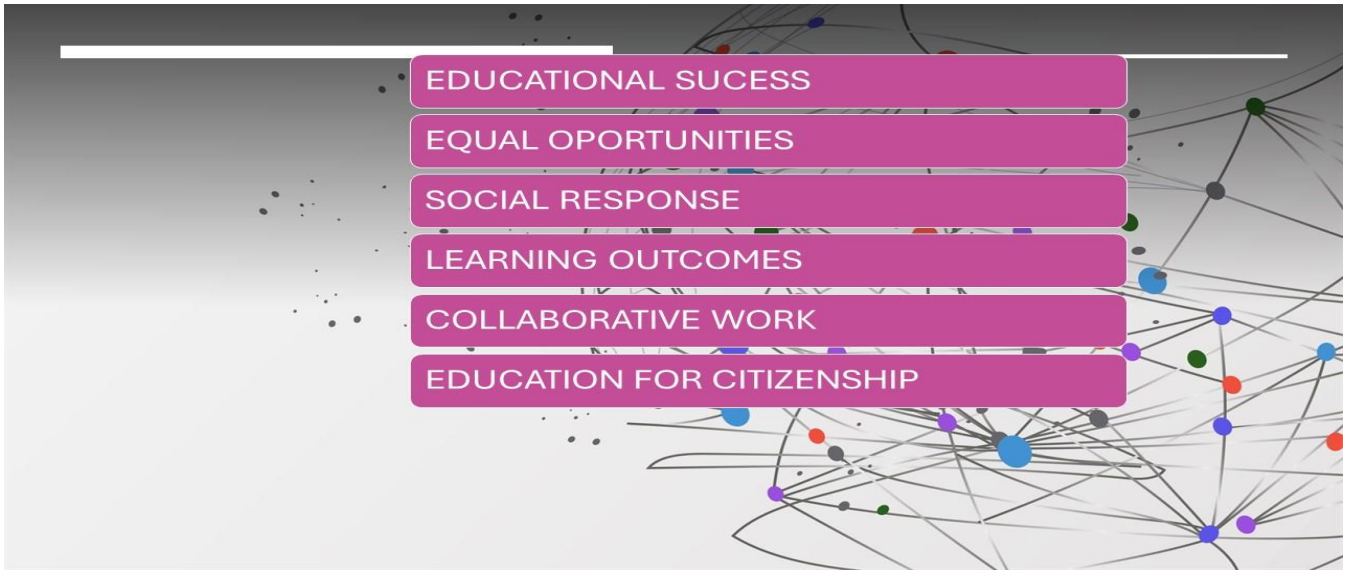 EDUCATIONAL SUCESS
EQUAL OPORTUNITIES
SOCIAL RESPONSE
LEARNING OUTCOMES
COLLABORATIVE WORK
EDUCATION FOR CITIZENSHIP